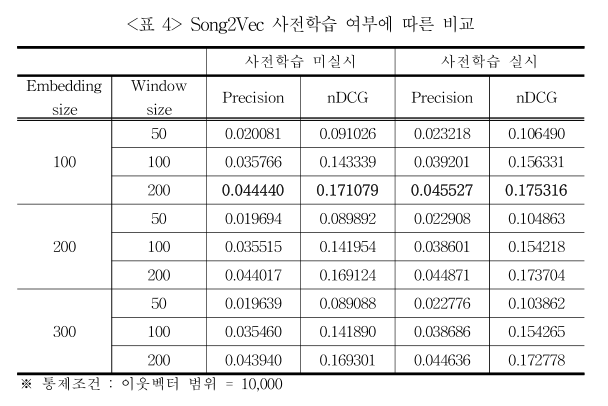 <표 4> Song2Vec 사전학습 여부에 따른 비교
사전학습 미실시 사전학습 실시
Embedding size Window size Precision nDCG Precision nDCG
100 50 0.020081 0.091026 0.023218 0.106490
100 0.035766 0.143339 0.039201 0.156331
200 0.044440 0.171079 0.045527 0.175316
200 50 0.019694 0.089892 0.022908 0.104863
100 0.035515 0.141954 0.038601 0.154218
200 0.044017 0.169124 0.044871 0.173704
300 50 0.019639 0.089088 0.022776 0.103862
100 0.035460 0.141890 0.038686 0.154265
200 0.043940 0.169301 0.044636 0.172778
※ 통제조건 : 이웃벡터 범위 = 10,000